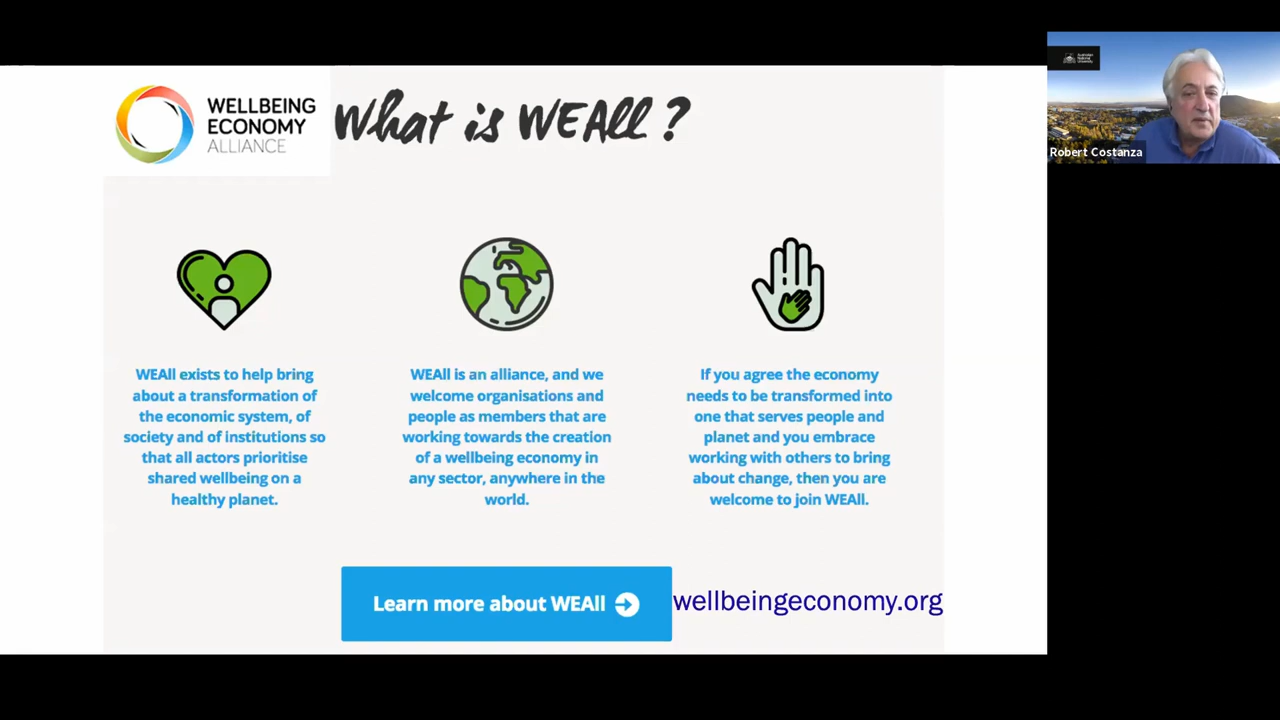 WELLBEING
ECONOMY
ALLIANCE
What is WEAll?
WEAll exists to help bring
about a transformation of
the economic system, of
society and of institutions so
that all actors prioritise
shared wellbeing on a
healthy planet.
WEAll is an alliance, and we
welcome organisations and
people as members that are
working towards the creation
of a wellbeing economy in
any sector, anywhere in the
world.
If you agree the economy
needs to be transformed into
one that serves people and
planet and you embrace
working with others to bring
about change, then you are
welcome to join WEAll.
Learn more about WEAll
wellbeingeconomy.org
Australian
National
University
Robert Costanza